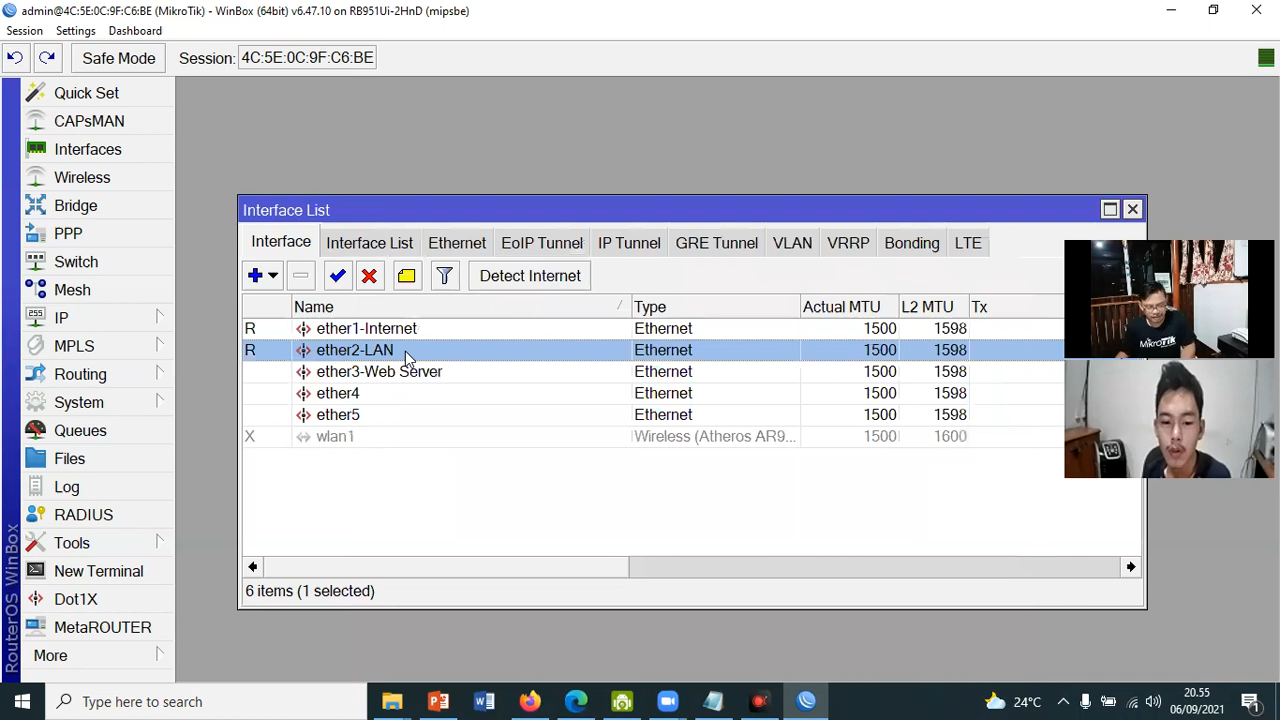 admin@4C:5E:0C:9F:C6:BE (MikroTik) - WinBox (64bit) v6.47.10 on RB951Ui-2HnD (mipsbe)
Session Settings Dashboard
Safe Mode Session: 4C:5E:0C:9F:C6:BE
Quick Set
CAPsMAN
Interfaces
Wireless
Bridge
PPP
Switch
Mesh
255 IP
MPLS
Routing
System
Queues
Files
Log
RADIUS
Tools
New Terminal
Dot1X
MetaROUTER
More
RouterOS WinBox
Interface List
Interface Interface List Ethernet EoIP Tunnel IP Tunnel GRE Tunnel VLAN VRRP Bonding LTE
Detect Internet
Name Type Actual MTU L2 MTU Tx
R ether1-Internet Ethernet 1500 1598
R ether2-LAN Ethernet 1500 1598
ether3-Web Server Ethernet 1500 1598
ether4 Ethernet 1500 1598
ether5 Ethernet 1500 1598
X wlan1 Wireless (Atheros AR9... 1500 1600
6 items (1 selected)
MikroTik
Type here to search
24°C
20.55
06/09/2021
1